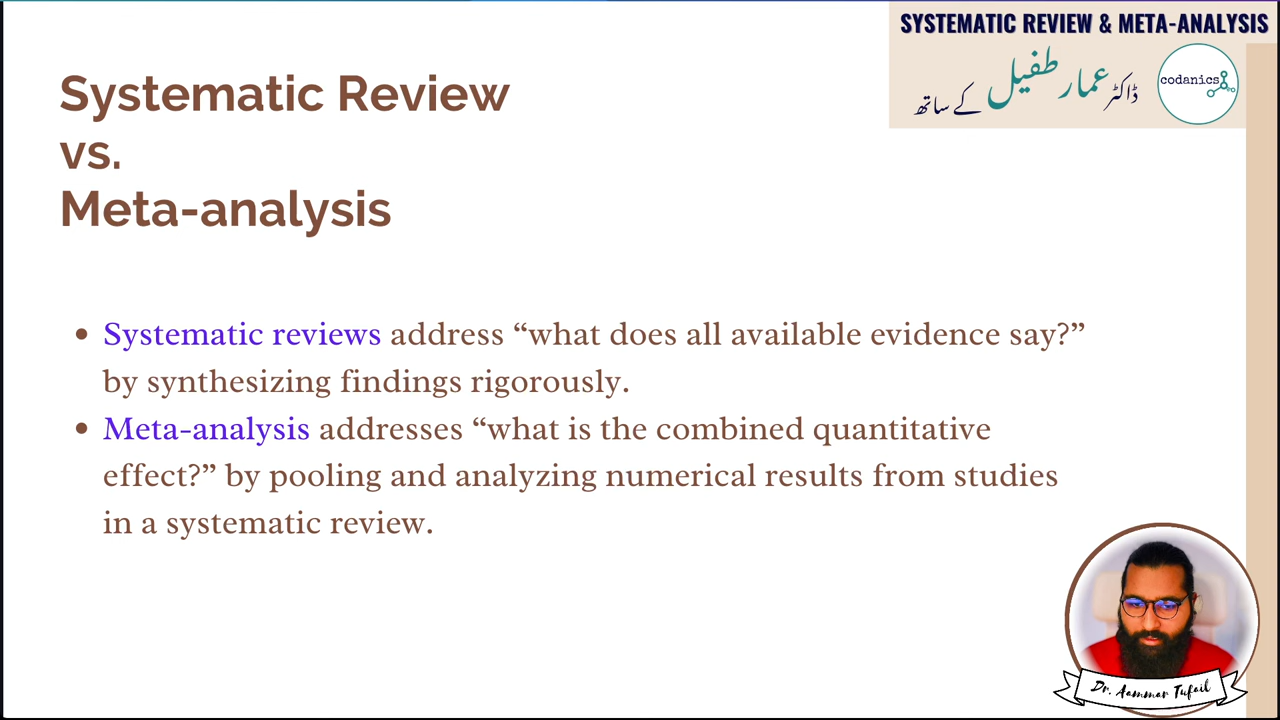 SYSTEMATIC REVIEW & META-ANALYSIS
ڈاکٹر عمار طفیل کے ساتھ
codanics
Systematic Review
vs.
Meta-analysis
• Systematic reviews address “what does all available evidence say?”
by synthesizing findings rigorously.
• Meta-analysis addresses “what is the combined quantitative
effect?” by pooling and analyzing numerical results from studies
in a systematic review.
Dr. Aammar Tufail